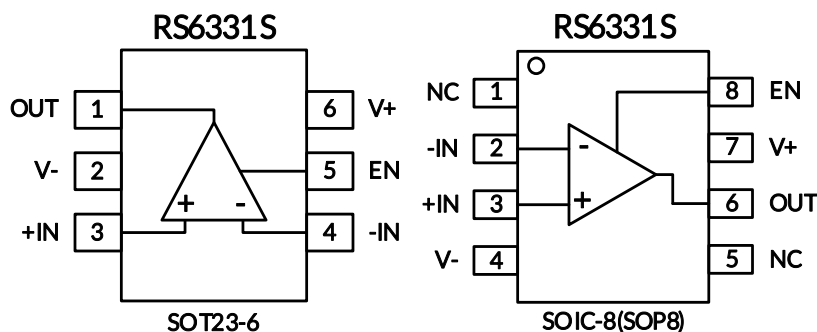 RS6331S
OUT 1 6 V+
V- 2 5 EN
+IN 3 4 -IN
+ -
SOT23-6
RS6331S
NC 1 8 EN
-IN 2 - 7 V+
+IN 3 + 6 OUT
V- 4 5 NC
SOIC-8(SOP8)